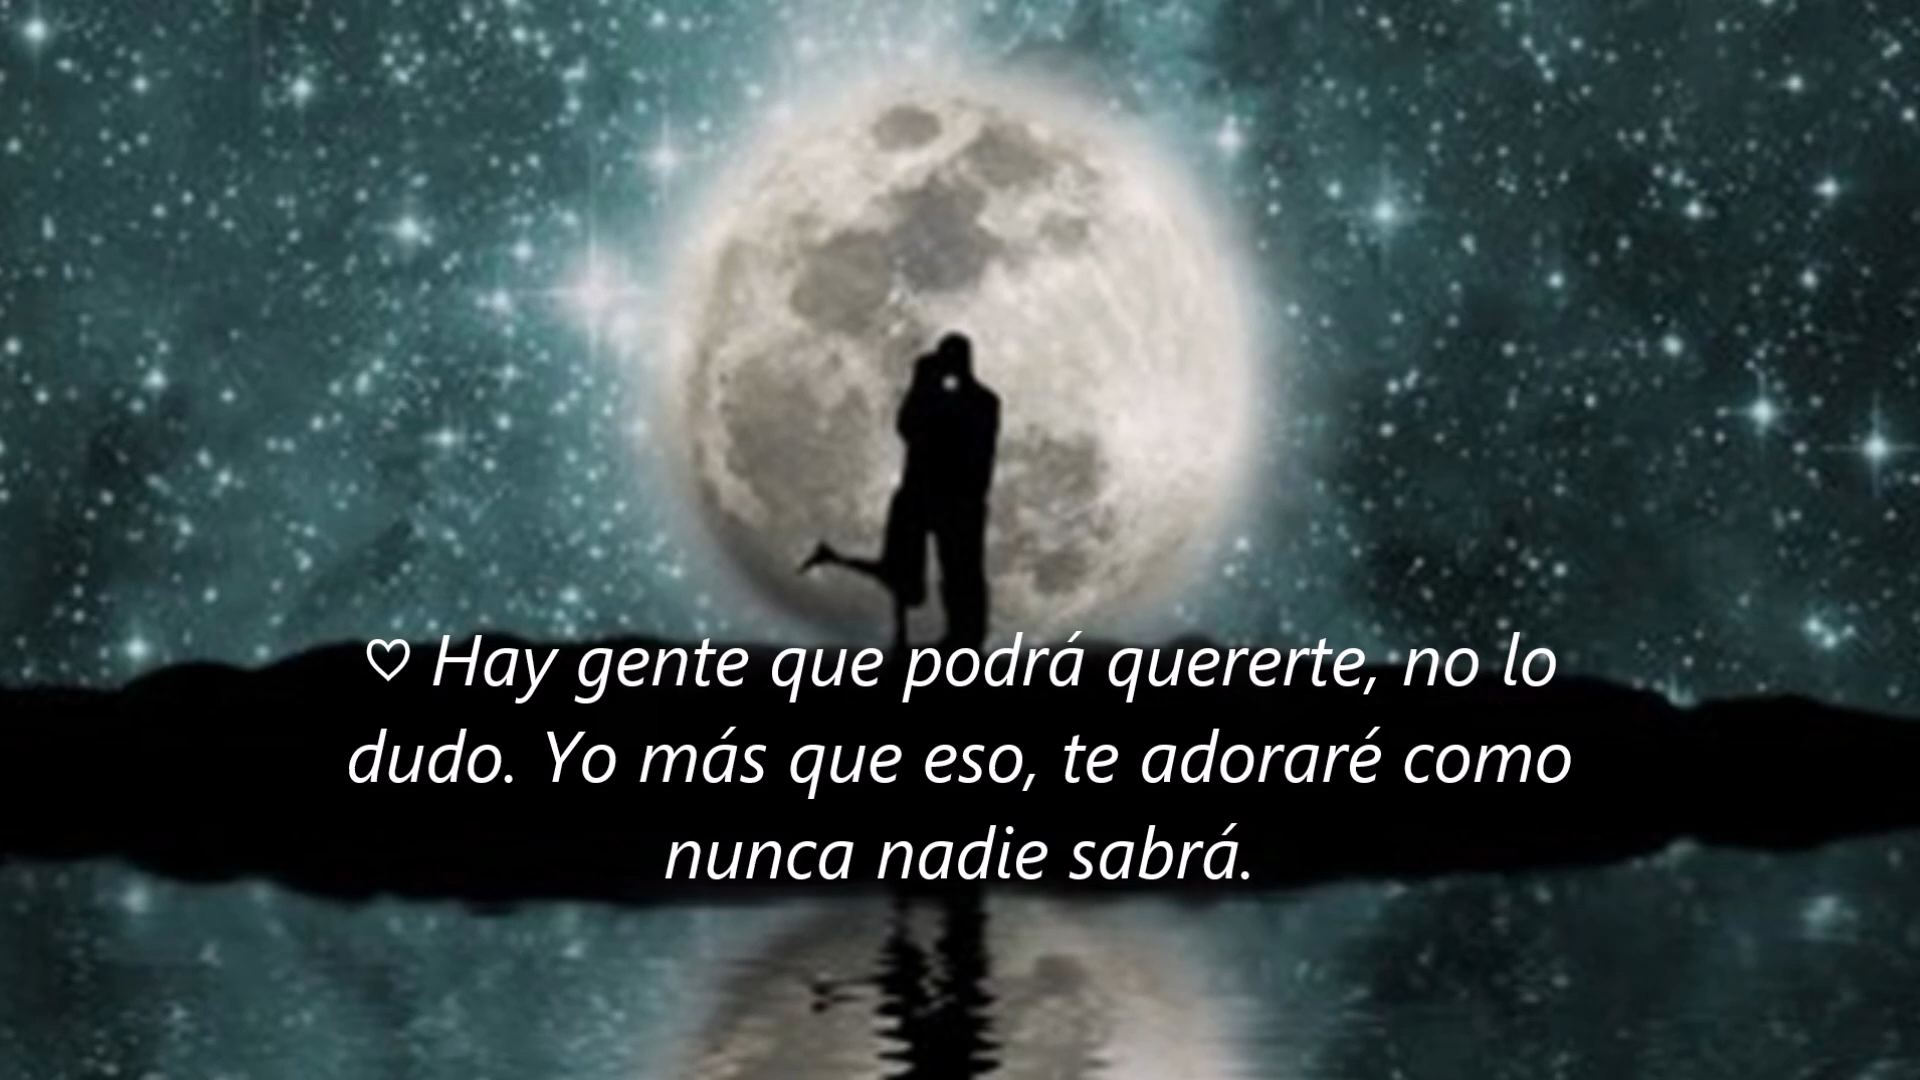 ♡ Hay gente que podrá quererte, no lo
dudo. Yo más que eso, te adoraré como
nunca nadie sabrá.